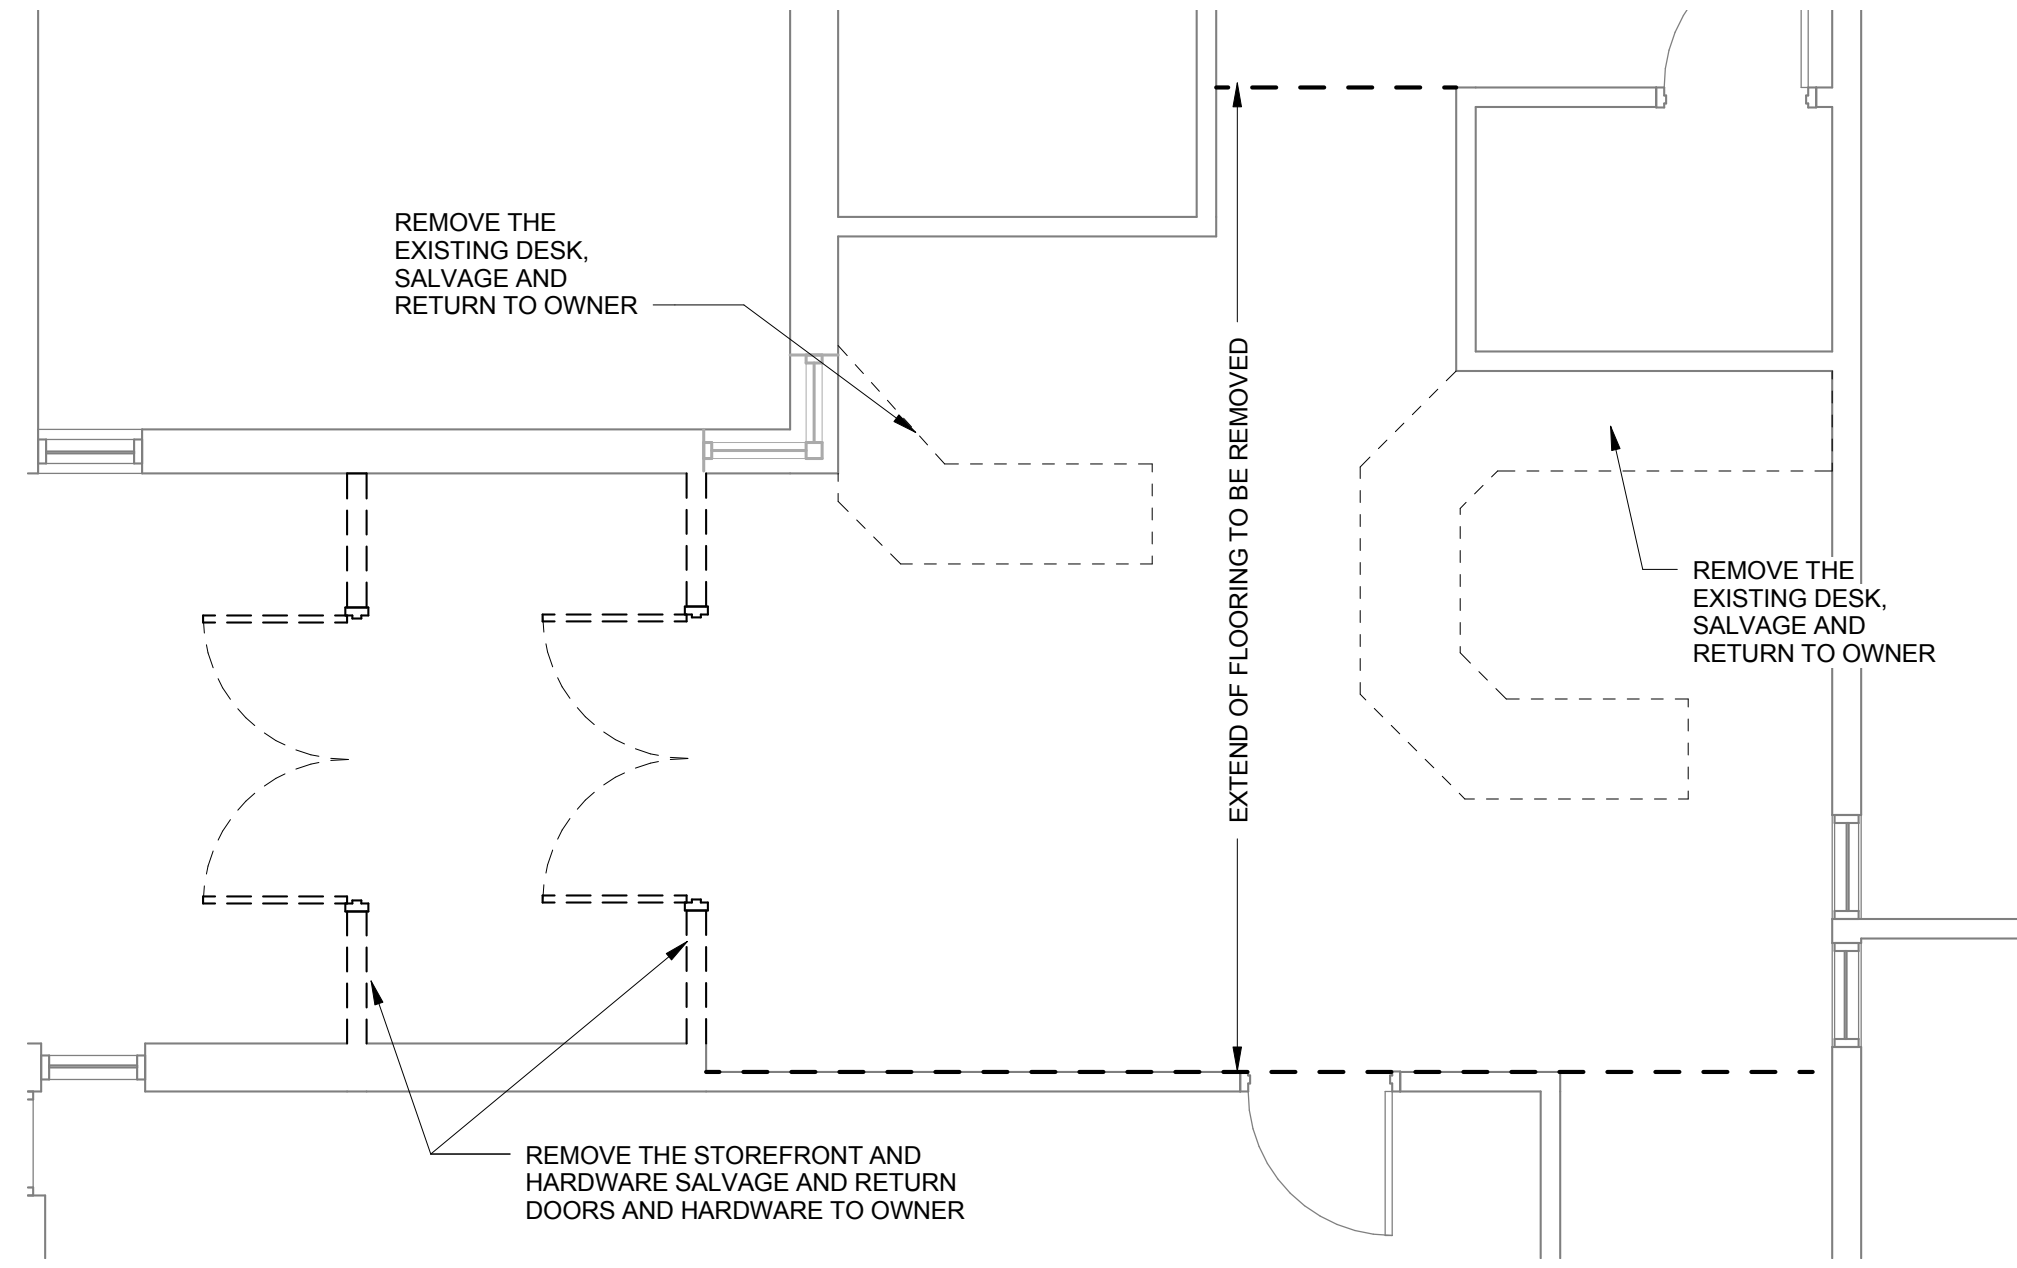 REMOVE THE
EXISTING DESK,
SALVAGE AND
RETURN TO OWNER
EXTEND OF FLOORING TO BE REMOVED
REMOVE THE
EXISTING DESK,
SALVAGE AND
RETURN TO OWNER
REMOVE THE STOREFRONT AND
HARDWARE SALVAGE AND RETURN
DOORS AND HARDWARE TO OWNER